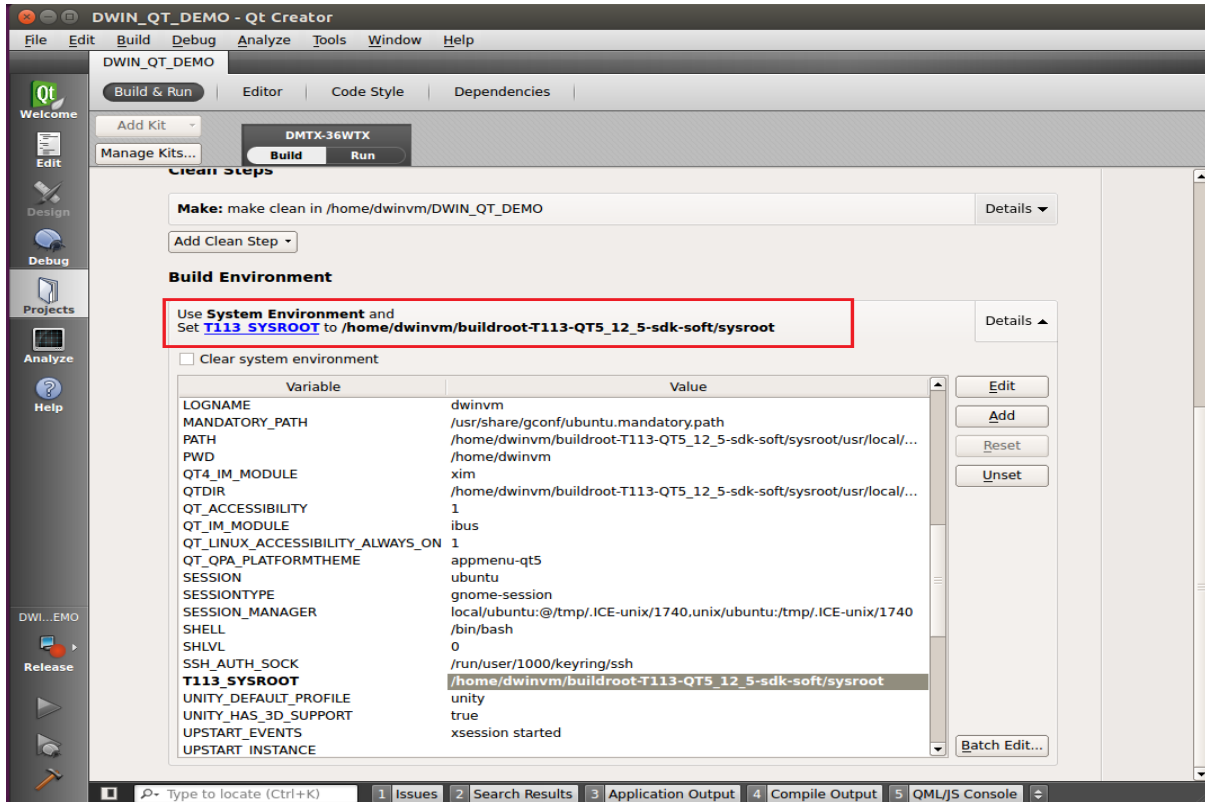 DWIN_QT_DEMO - Qt Creator
File Edit Build Debug Analyze Tools Window Help
DWIN_QT_DEMO
Qt
Welcome
Edit
Design
Debug
Projects
Analyze
Help
DWI...EMO
Release
Build & Run Editor Code Style Dependencies
Add Kit
Manage Kits...
DMTX-36WTX
Build Run
Clean Steps
Make: make clean in /home/dwinvm/DWIN_QT_DEMO Details
Add Clean Step
Build Environment
Use System Environment and
Set T113_SYSROOT to /home/dwinvm/buildroot-T113-QT5_12_5-sdk-soft/sysroot
Details
Clear system environment
Variable Value
LOGNAME dwinvm
MANDATORY_PATH /usr/share/gconf/ubuntu.mandatory.path
PATH /home/dwinvm/buildroot-T113-QT5_12_5-sdk-soft/sysroot/usr/local/...
PWD /home/dwinvm
QT4_IM_MODULE xim
QTDIR /home/dwinvm/buildroot-T113-QT5_12_5-sdk-soft/sysroot/usr/local/...
QT_ACCESSIBILITY 1
QT_IM_MODULE ibus
QT_LINUX_ACCESSIBILITY_ALWAYS_ON 1
QT_QPA_PLATFORMTHEME appmenu-qt5
SESSION ubuntu
SESSIONTYPE gnome-session
SESSION_MANAGER local/ubuntu:@/tmp/.ICE-unix/1740,unix/ubuntu:/tmp/.ICE-unix/1740
SHELL /bin/bash
SHLVL 0
SSH_AUTH_SOCK /run/user/1000/keyring/ssh
T113_SYSROOT /home/dwinvm/buildroot-T113-QT5_12_5-sdk-soft/sysroot
UNITY_DEFAULT_PROFILE unity
UNITY_HAS_3D_SUPPORT true
UPSTART_EVENTS xsession started
UPSTART_INSTANCE
Edit
Add
Reset
Unset
Batch Edit...
Type to locate (Ctrl+K) 1 Issues 2 Search Results 3 Application Output 4 Compile Output 5 QML/JS Console